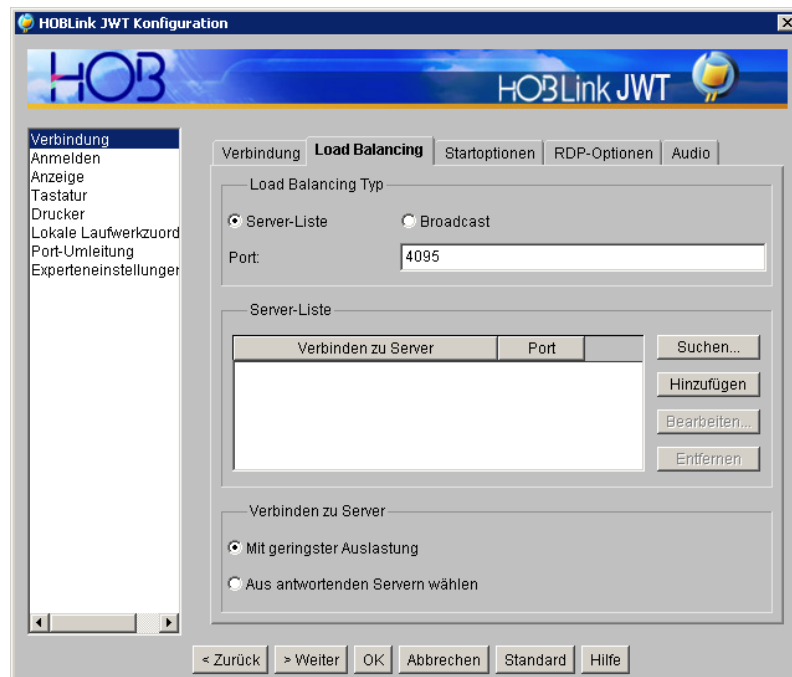 HOBLink JWT Konfiguration
HOB
HOBLink JWT
Verbindung
Anmelden
Anzeige
Tastatur
Drucker
Lokale Laufwerkzuord
Port-Umleitung
Experteneinstellunger
Verbindung Load Balancing Startoptionen RDP-Optionen Audio
Load Balancing Typ
Server-Liste Broadcast
Port: 4095
Server-Liste
Verbinden zu Server Port
Suchen...
Hinzufügen
Bearbeiten...
Entfernen
Verbinden zu Server
Mit geringster Auslastung
Aus antwortenden Servern wählen
< Zurück > Weiter OK Abbrechen Standard Hilfe